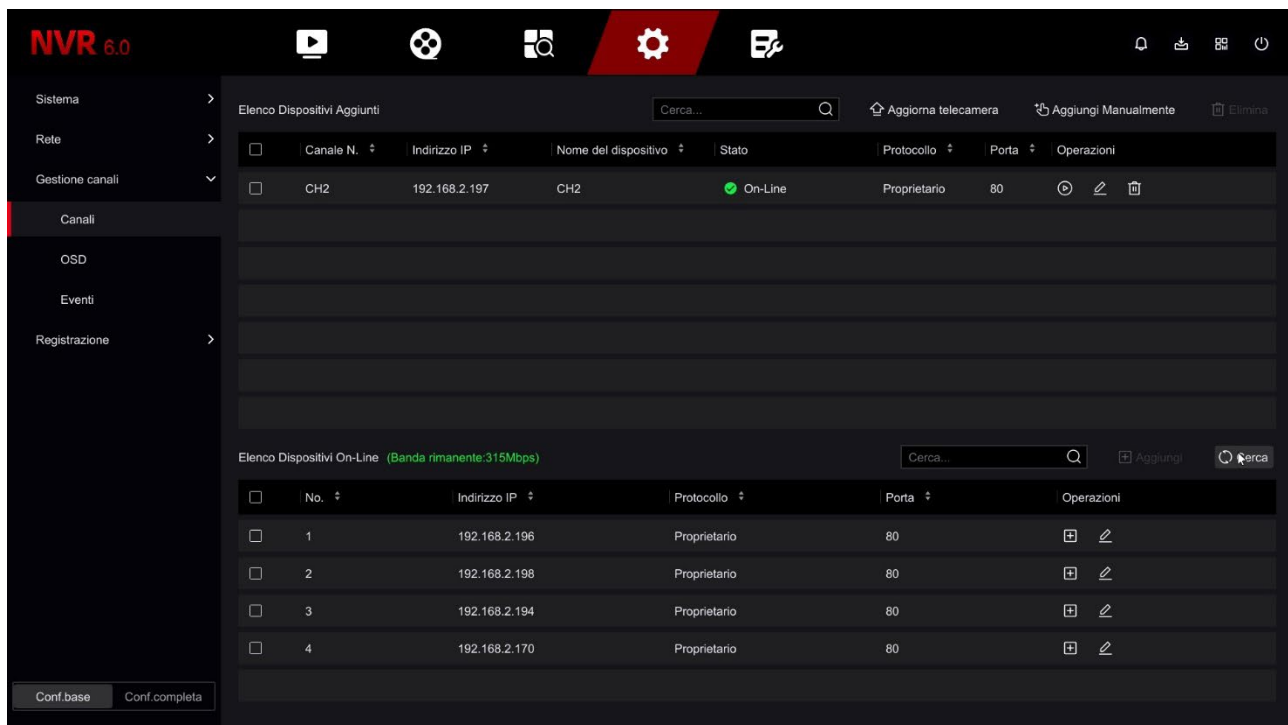 NVR 6.0
Sistema
Rete
Gestione canali
Canali
OSD
Eventi
Registrazione
Conf.base Conf.completa
Elenco Dispositivi Aggiunti Cerca... Aggiorna telecamera Aggiungi Manualmente Elimina
Canale N. Indirizzo IP Nome del dispositivo Stato Protocollo Porta Operazioni
CH2 192.168.2.197 CH2 On-Line Proprietario 80
Elenco Dispositivi On-Line (Banda rimanente:315Mbps) Cerca... Aggiungi Cerca
No. Indirizzo IP Protocollo Porta Operazioni
1 192.168.2.196 Proprietario 80
2 192.168.2.198 Proprietario 80
3 192.168.2.194 Proprietario 80
4 192.168.2.170 Proprietario 80